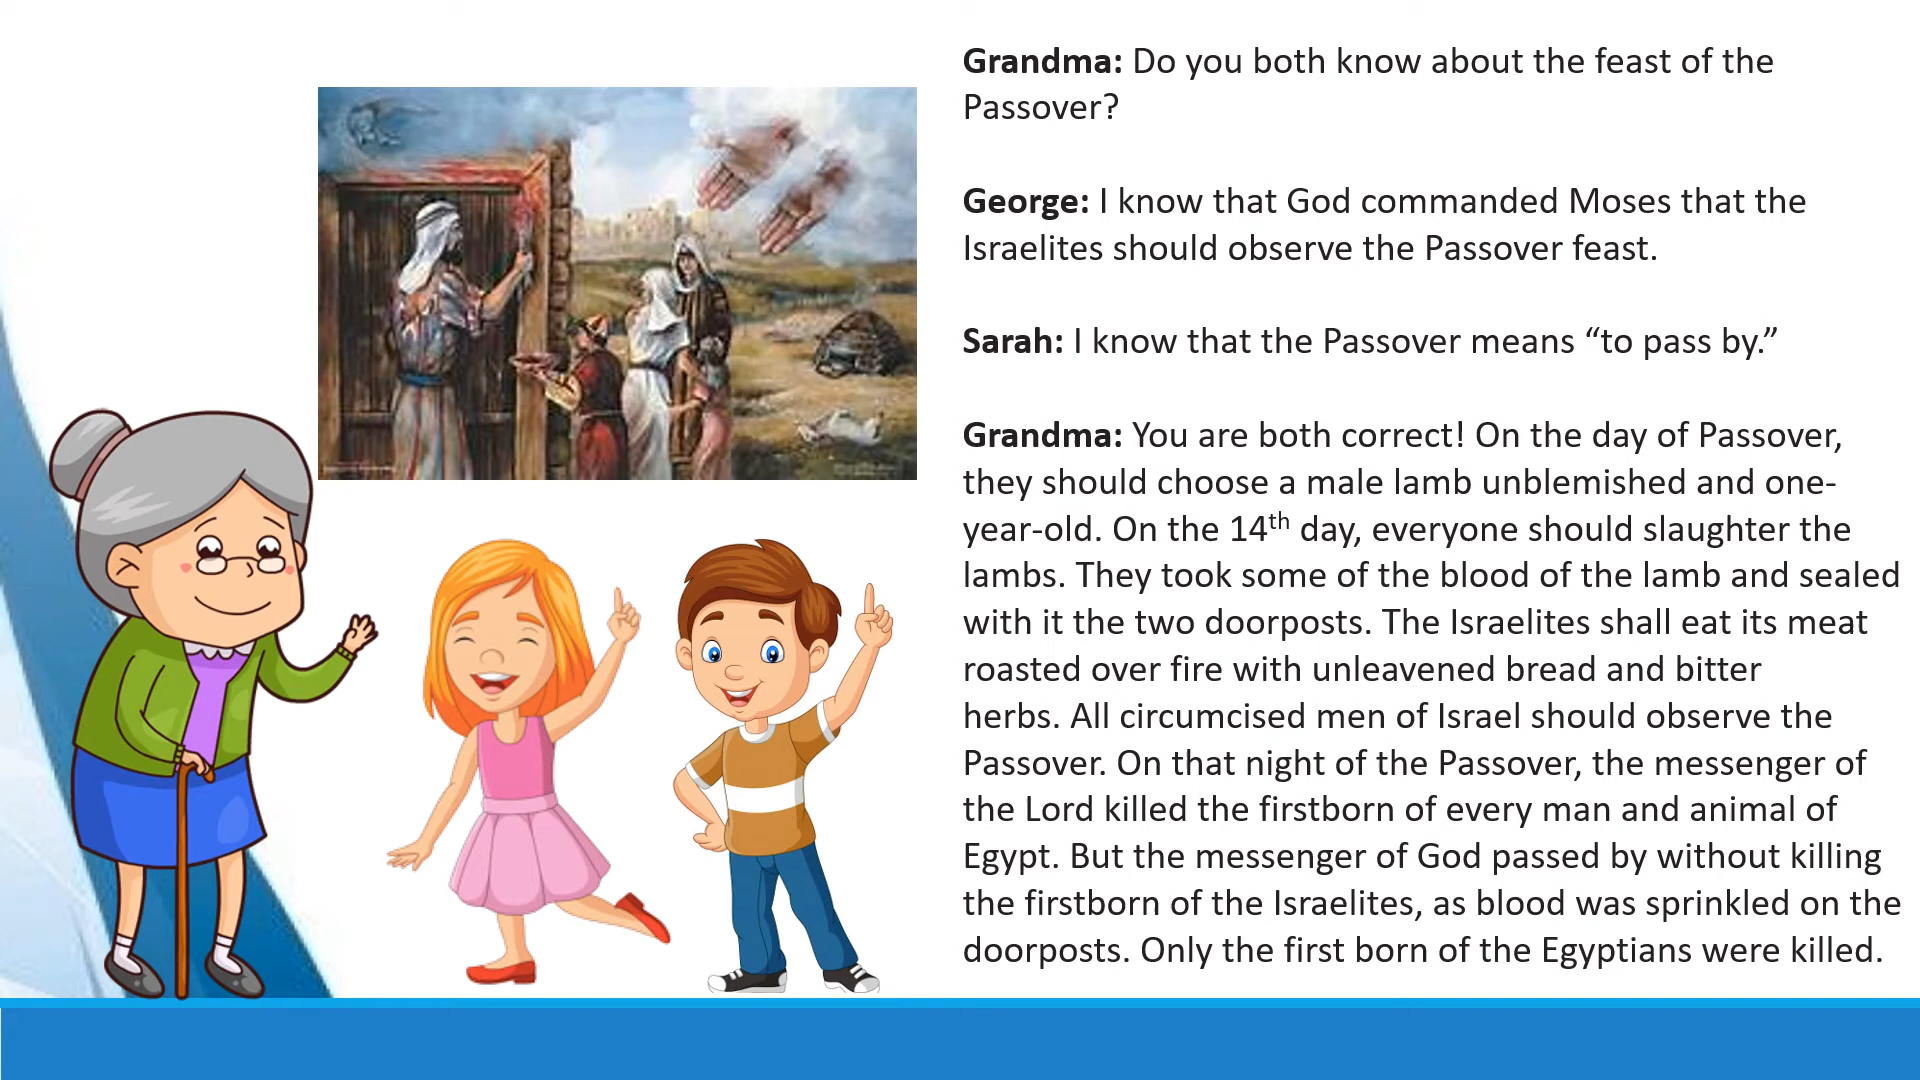 Grandma: Do you both know about the feast of the
Passover?
George: I know that God commanded Moses that the
Israelites should observe the Passover feast.
Sarah: I know that the Passover means “to pass by.”
Grandma: You are both correct! On the day of Passover,
they should choose a male lamb unblemished and one-
year-old. On the 14th day, everyone should slaughter the
lambs. They took some of the blood of the lamb and sealed
with it the two doorposts. The Israelites shall eat its meat
roasted over fire with unleavened bread and bitter
herbs. All circumcised men of Israel should observe the
Passover. On that night of the Passover, the messenger of
the Lord killed the firstborn of every man and animal of
Egypt. But the messenger of God passed by without killing
the firstborn of the Israelites, as blood was sprinkled on the
doorposts. Only the first born of the Egyptians were killed.